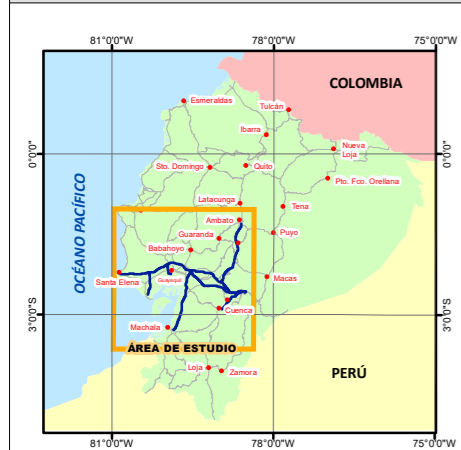 81°0'0"W 78°0'0"W 75°0'0"W
COLOMBIA
Esmeraldas
Tulcán
Ibarra
Nueva
Loja
0°0'0" 0°0'0"
Sto. Domingo
Quito
Pto. Fco. Orellana
OCÉANO PACÍFICO
Latacunga
Tena
Ambato
Guaranda
Puyo
Babahoyo
Santa Elena
Guayaquil
Macas
3°0'0"S 3°0'0"S
Cuenca
Machala
ÁREA DE ESTUDIO
Loja
Zamora
PERÚ
81°0'0"W 78°0'0"W 75°0'0"W